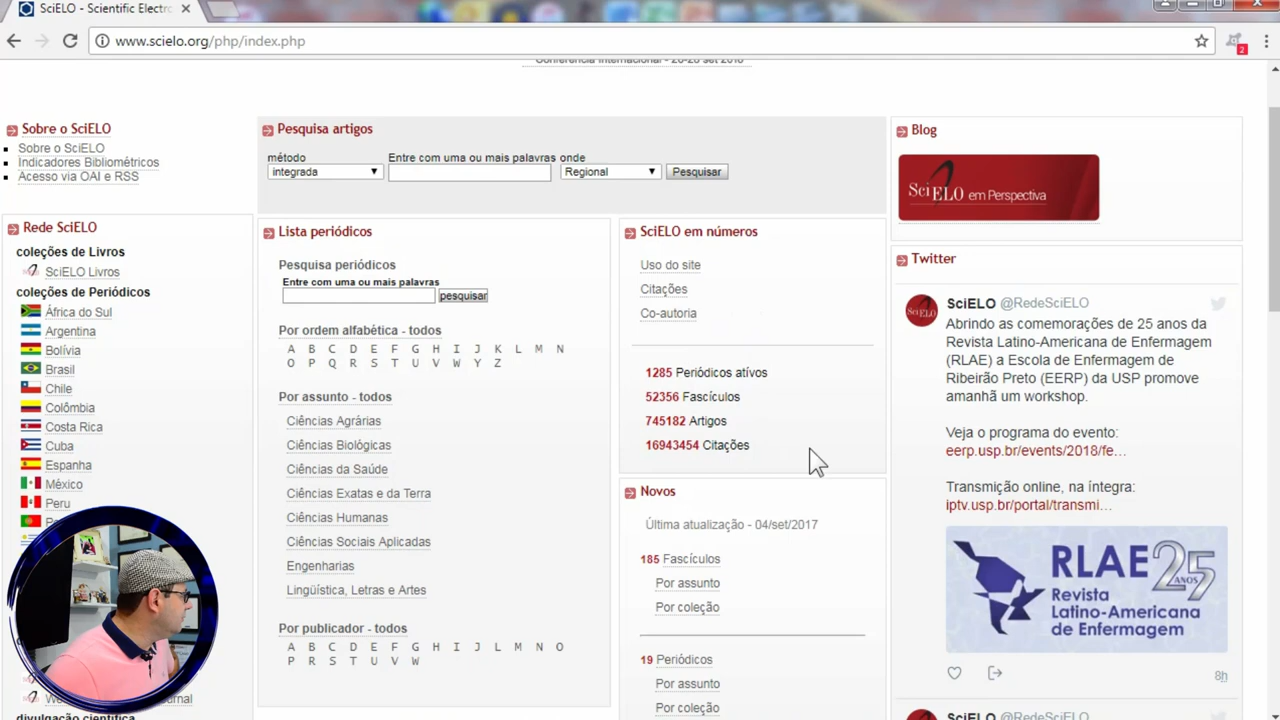 SciELO - Scientific Electr
www.scielo.org/php/index.php
2
Sobre o SciELO
Sobre o SciELO
Indicadores Bibliométricos
Acesso via OAI e RSS
Rede SciELO
coleções de Livros
SciELO Livros
coleções de Periódicos
África do Sul
Argentina
Bolívia
Brasil
Chile
Colômbia
Costa Rica
Cuba
Espanha
México
Peru
Pesquisa artigos
método
Entre com uma ou mais palavras onde
integrada
Regional
Pesquisar
Lista periódicos
Pesquisa periódicos
Entre com uma ou mais palavras
pesquisar
Por ordem alfabética - todos
A B C D E F G H I J K L M N
O P Q R S T U V W Y Z
Por assunto - todos
Ciências Agrárias
Ciências Biológicas
Ciências da Saúde
Ciências Exatas e da Terra
Ciências Humanas
Ciências Sociais Aplicadas
Engenharias
Lingüística, Letras e Artes
Por publicador - todos
A B C D E F G H I J L M N O
P R S T U V W
SciELO em números
Uso do site
Citações
Co-autoria
1285 Periódicos atívos
52356 Fascículos
745182 Artigos
16943454 Citações
Novos
Última atualização - 04/set/2017
185 Fascículos
Por assunto
Por coleção
19 Periódicos
Por assunto
Por coleção
Blog
SciELO em Perspectiva
Twitter
SciELO @RedeSciELO
Abrindo as comemorações de 25 anos da
Revista Latino-Americana de Enfermagem
(RLAE) a Escola de Enfermagem de
Ribeirão Preto (EERP) da USP promove
amanhã um workshop.
Veja o programa do evento:
eerp.usp.br/events/2018/fe...
Transmição online, na íntegra:
iptv.usp.br/portal/transmi...
RLAE 25 ANOS
Revista
Latino-Americana
de Enfermagem
8h
SciELO @RedeSciELO